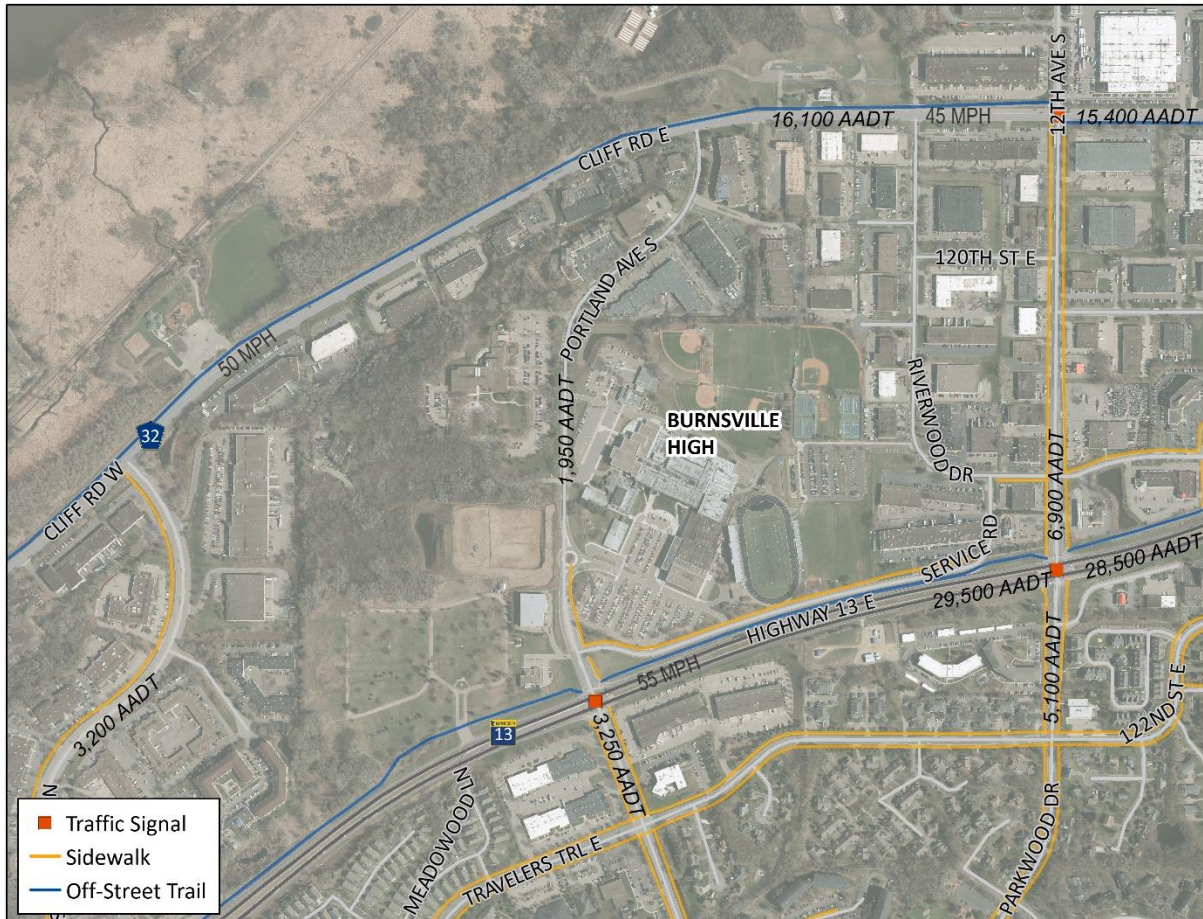 12TH AVE S
16,100 AADT
45 MPH
15,400 AADT
CLIFF RD E
120TH ST E
PORTLAND AVE S
50 MPH
RIVERWOOD DR
BURNSVILLE
HIGH
1,950 AADT
32
CLIFF RD W
6,900 AADT
SERVICE RD
28,500 AADT
29,500 AADT
HIGHWAY 13 E
55 MPH
5,100 AADT
122ND ST E
3,200 AADT
13
3,250 AADT
MEADOWOOD LN
TRAVELERS TRL E
PARKWOOD DR
Traffic Signal
Sidewalk
Off-Street Trail